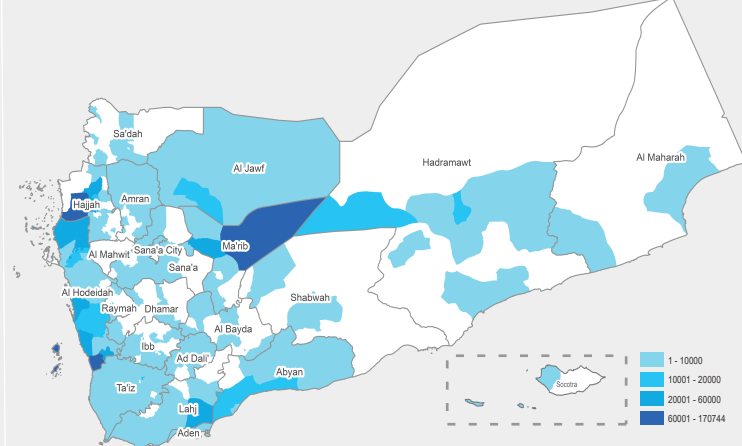 Sa'dah
Al Jawf
Hadramawt
Al Maharah
Hajjah
Amran
Ma'rib
Al Mahwit
Sana'a City
Sana'a
Al Hodeidah
Raymah
Dhamar
Shabwah
Al Bayda
Ibb
Ad Dali'
Abyan
Ta'iz
Lahj
Aden
Socotra
1 - 10000
10001 - 20000
20001 - 60000
60001 - 170744